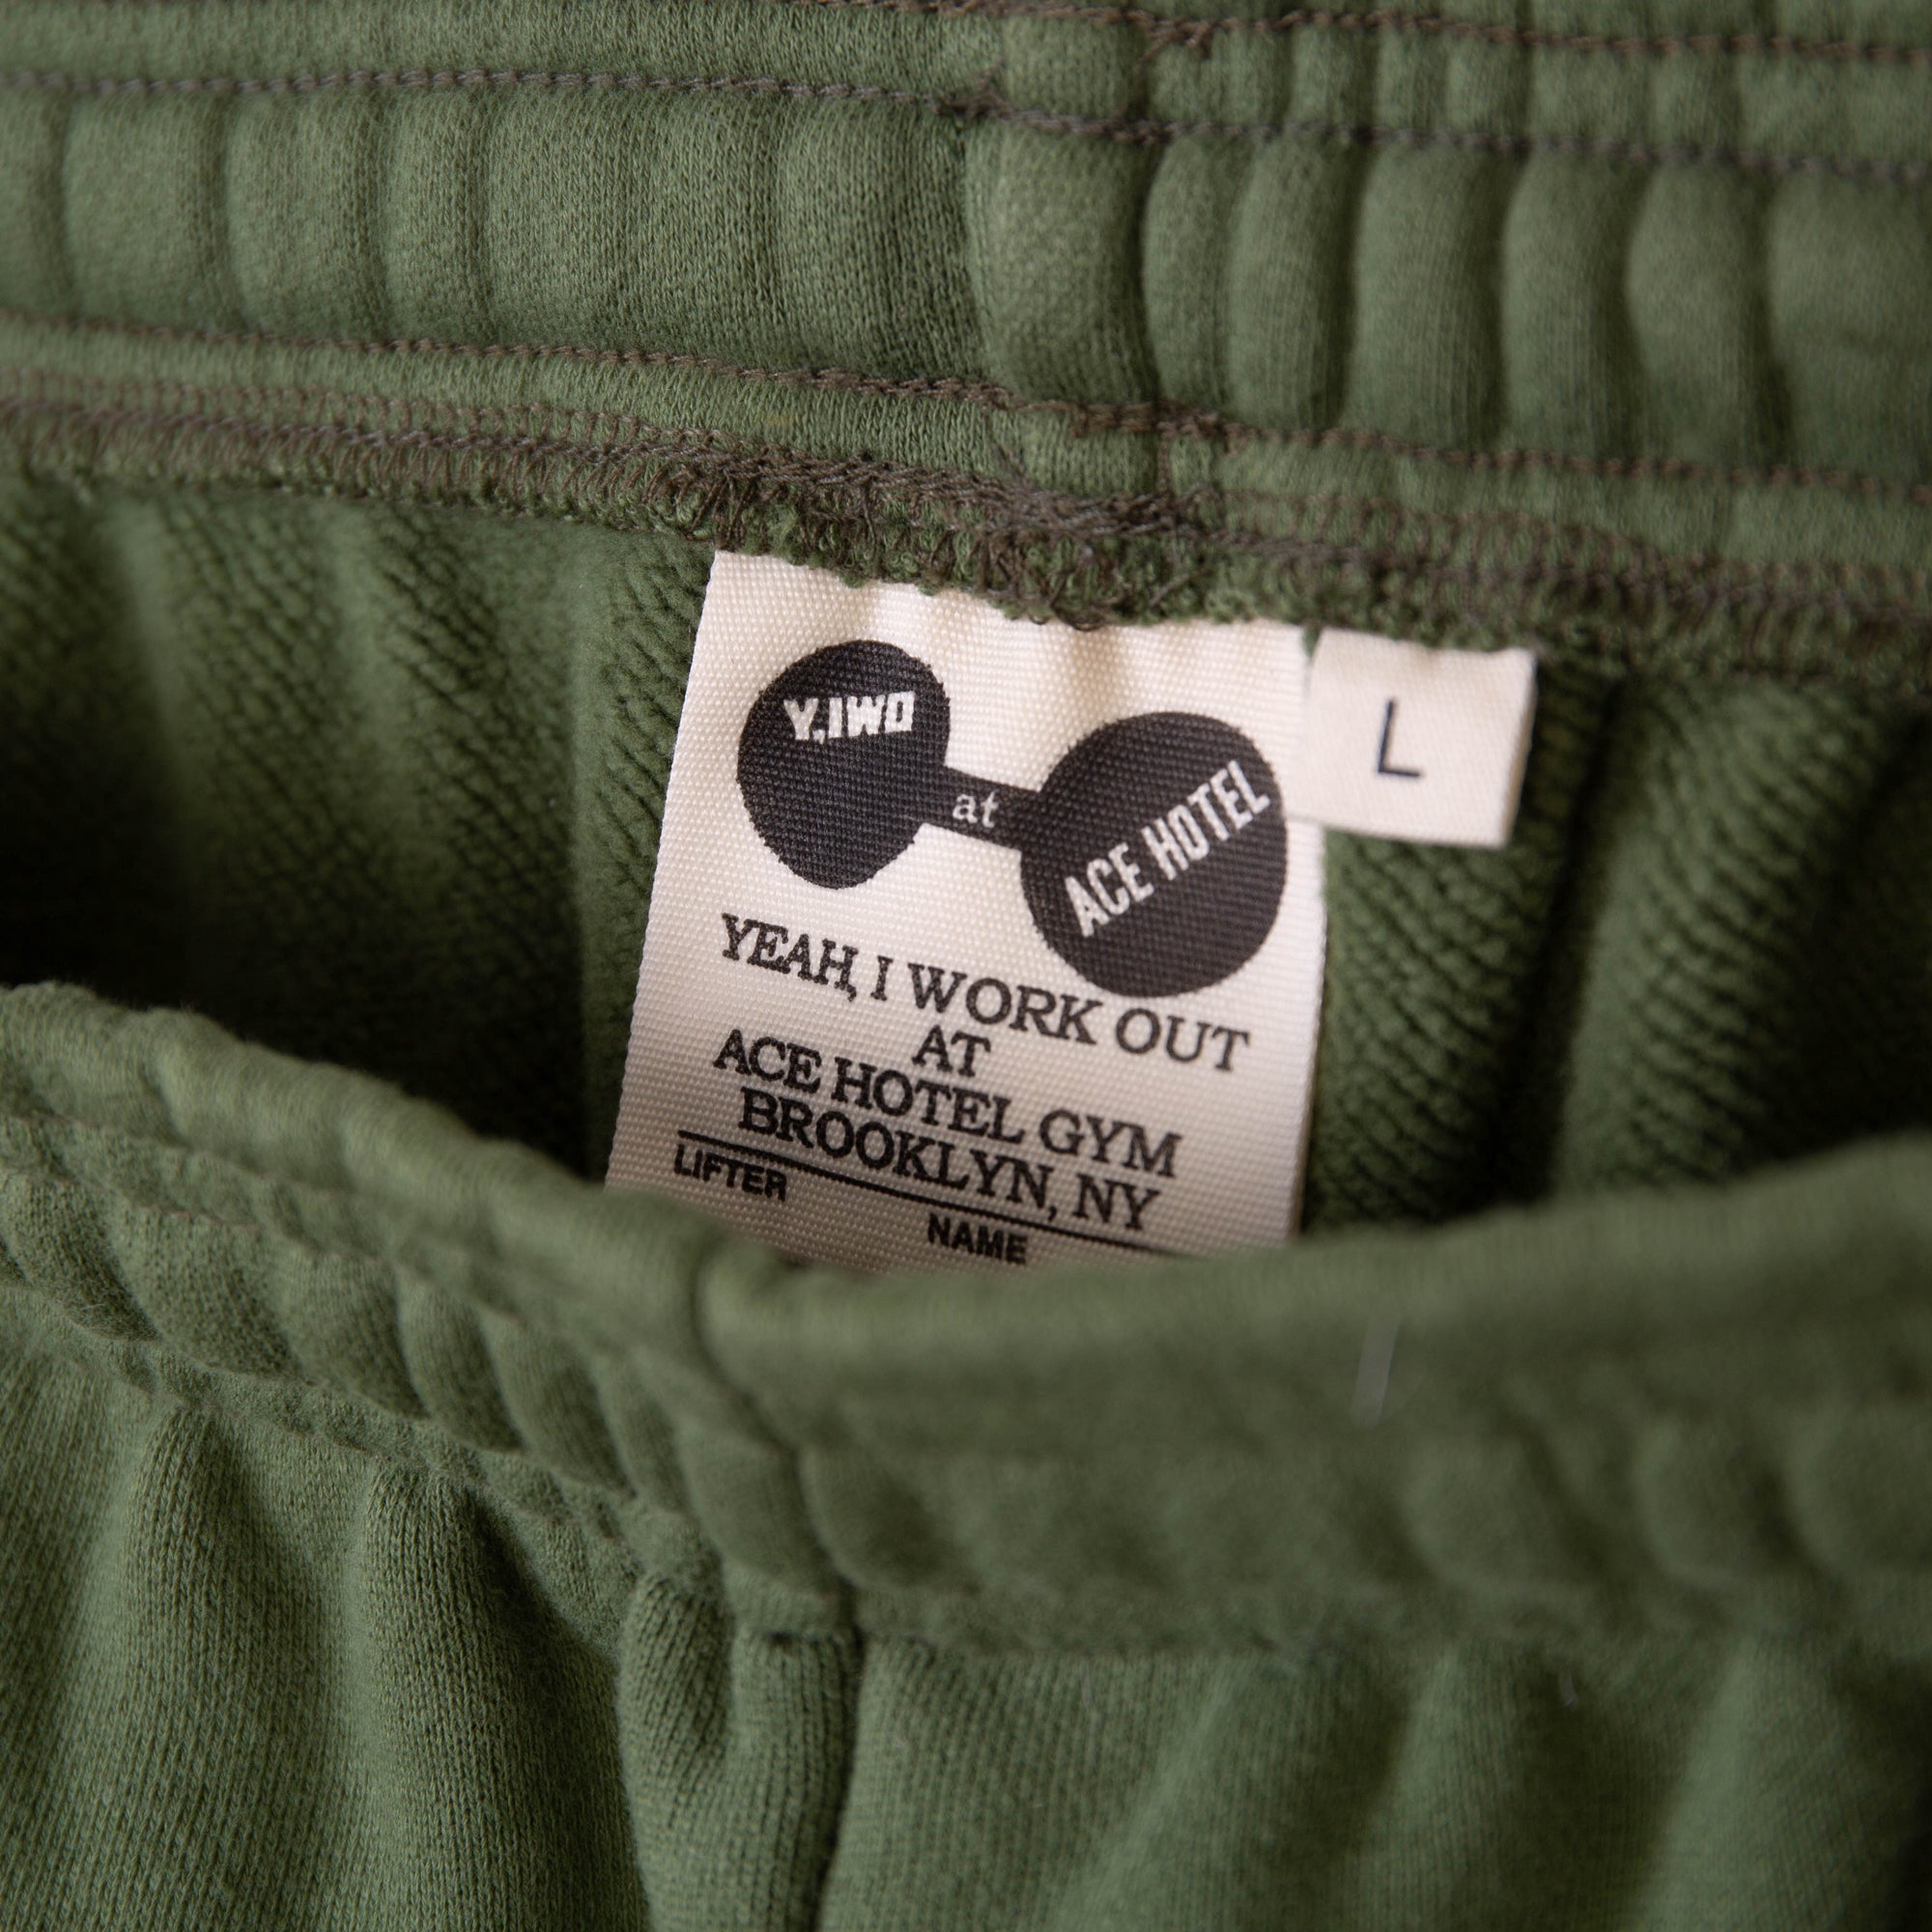 Y,IWO
at
ACE HOTEL
L
YEAH, I WORK OUT
AT
ACE HOTEL GYM
BROOKLYN, NY
LIFTER
NAME